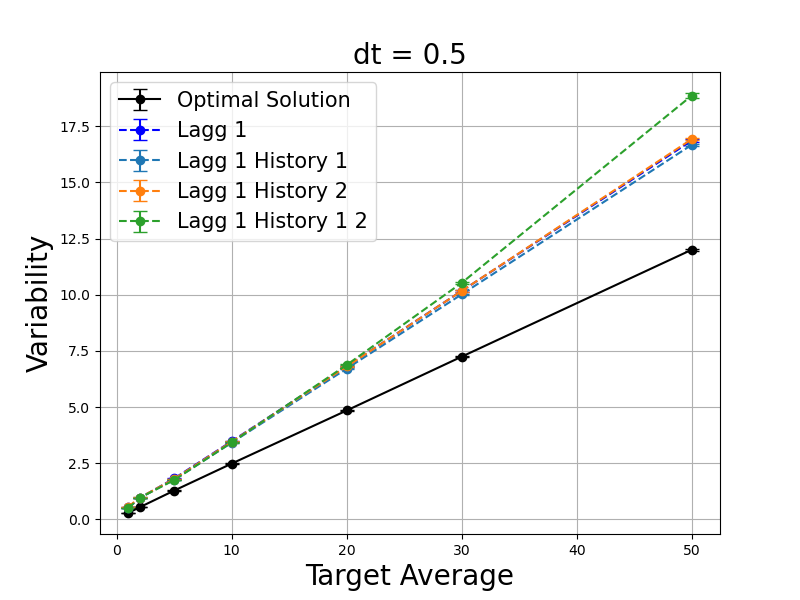 dt = 0.5
Optimal Solution
Lagg 1
Lagg 1 History 1
Lagg 1 History 2
Lagg 1 History 1 2
Variability
17.5
15.0
12.5
10.0
7.5
5.0
2.5
0.0
0 10 20 30 40 50
Target Average